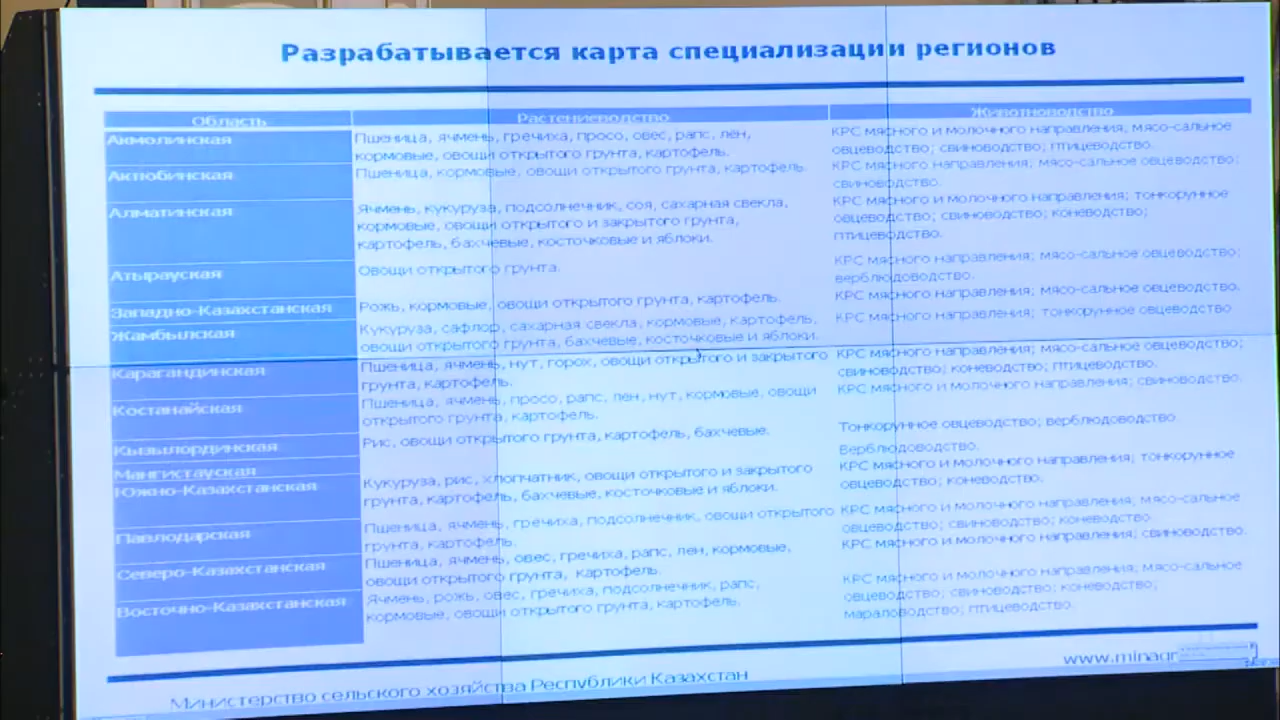 Разрабатывается карта специализации регионов
Область Растениеводство Животноводство
Акмолинская
Пшеница, ячмень, гречиха, просо, овес, рапс, лен,
кормовые, овощи открытого грунта, картофель.
КРС мясного и молочного направления; мясо-сальное
овцеводство; свиноводство; птицеводство.
Актюбинская
Пшеница, кормовые, овощи открытого грунта, картофель.
КРС мясного направления; мясо-сальное овцеводство;
свиноводство.
Алматинская
Ячмень, кукуруза, подсолнечник, соя, сахарная свекла,
кормовые, овощи открытого и закрытого грунта,
картофель, бахчевые, косточковые и яблоки.
КРС мясного и молочного направления; тонкорунное
овцеводство; свиноводство; коневодство;
птицеводство.
Атырауская
Овощи открытого грунта.
КРС мясного направления; мясо-сальное овцеводство;
верблюдоводство.
Западно-Казахстанская
Рожь, кормовые, овощи открытого грунта, картофель.
КРС мясного направления; мясо-сальное овцеводство.
Жамбылская
Кукуруза, сафлор, сахарная свекла, кормовые, картофель,
овощи открытого грунта, бахчевые, косточковые и яблоки.
КРС мясного направления; тонкорунное овцеводство
Карагандинская
Пшеница, ячмень, нут, горох, овощи открытого и закрытого
грунта, картофель.
КРС мясного направления; мясо-сальное овцеводство;
свиноводство; коневодство; птицеводство.
Костанайская
Пшеница, ячмень, просо, рапс, лен, нут, кормовые, овощи
открытого грунта, картофель.
КРС мясного и молочного направления; свиноводство.
Кызылординская
Рис, овощи открытого грунта, картофель, бахчевые.
Тонкорунное овцеводство; верблюдоводство.
Мангистауская
Верблюдоводство.
Южно-Казахстанская
Кукуруза, рис, хлопчатник, овощи открытого и закрытого
грунта, картофель, бахчевые, косточковые и яблоки.
КРС мясного и молочного направления; тонкорунное
овцеводство; коневодство.
Павлодарская
Пшеница, ячмень, гречиха, подсолнечник, овощи открытого
грунта, картофель.
КРС мясного и молочного направления; мясо-сальное
овцеводство; свиноводство; коневодство.
Северо-Казахстанская
Пшеница, ячмень, овес, гречиха, рапс, лен, кормовые,
овощи открытого грунта, картофель.
КРС мясного и молочного направления; свиноводство.
Восточно-Казахстанская
Ячмень, рожь, овес, гречиха, подсолнечник, рапс,
кормовые, овощи открытого грунта, картофель.
КРС мясного и молочного направления; мясо-сальное
овцеводство; свиноводство; коневодство;
мараловодство; птицеводство.
Министерство сельского хозяйства Республики Казахстан
www.minagr